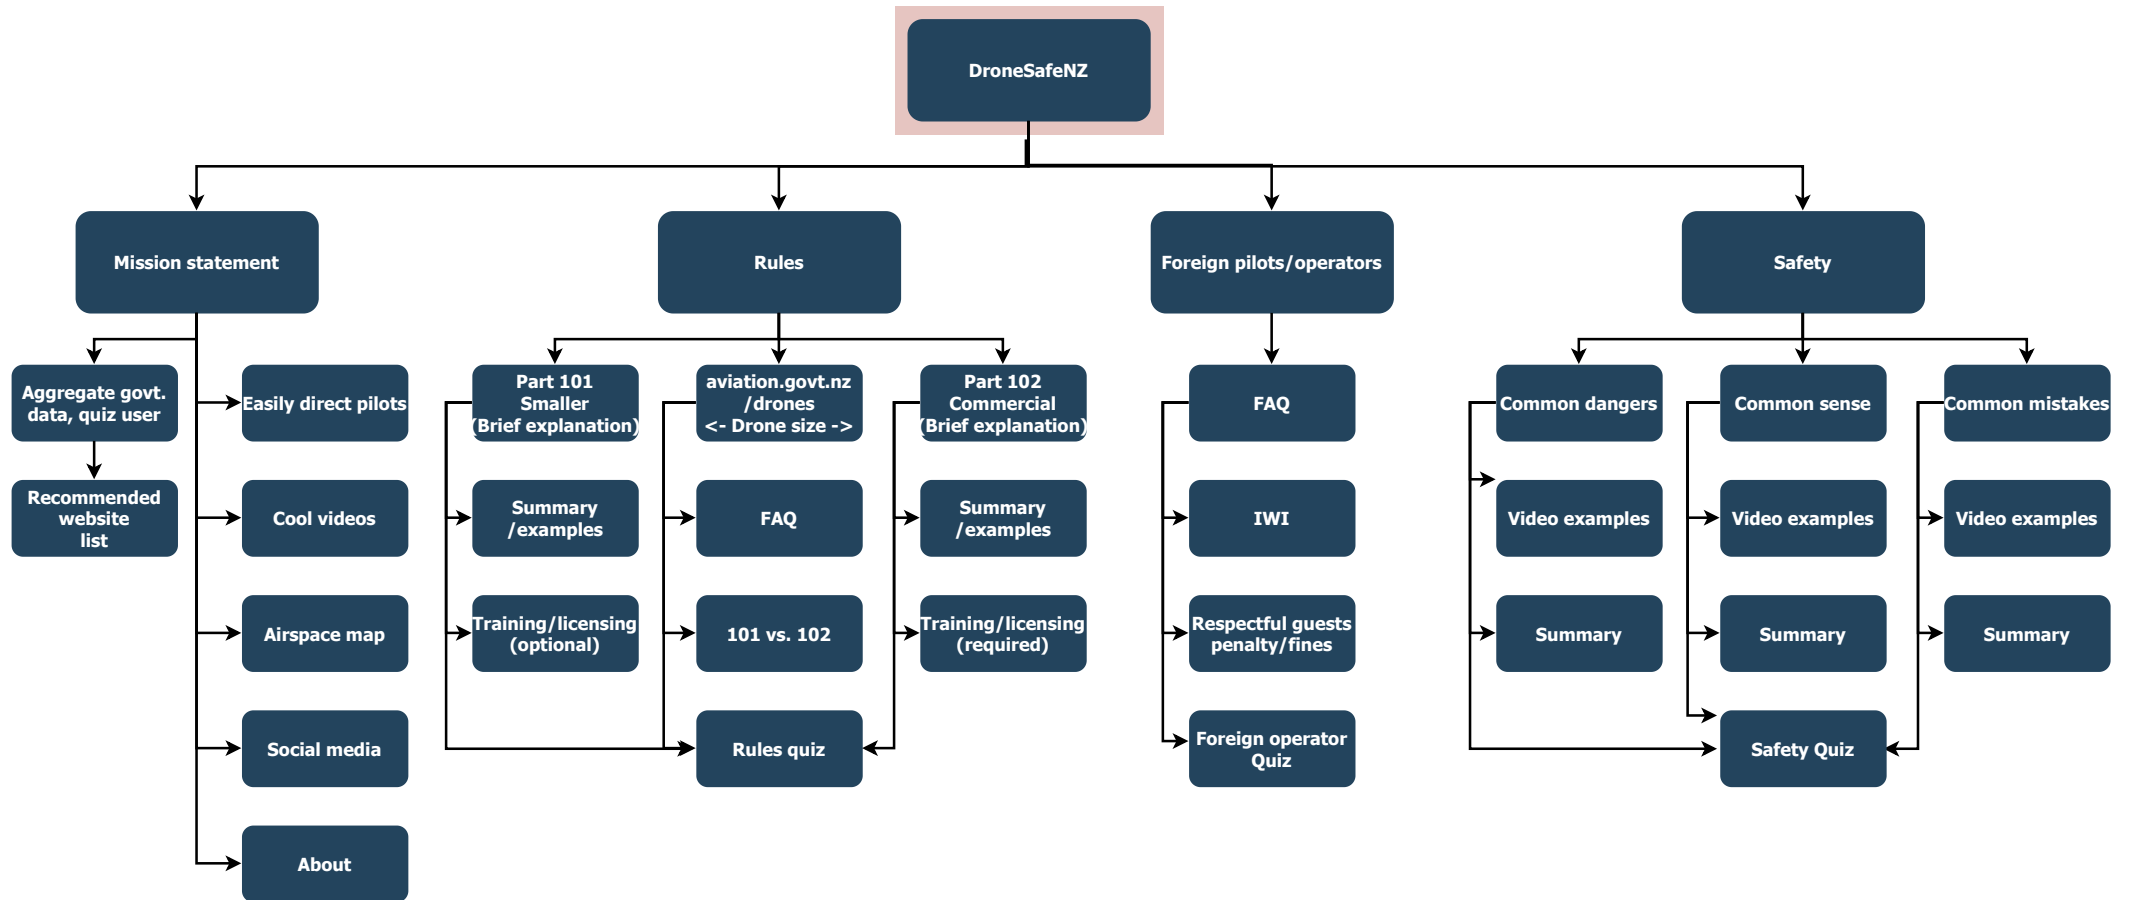 DroneSafeNZ
Mission statement
Rules
Foreign pilots/operators
Safety
Aggregate govt.
data, quiz user
Recommended
website
list
Easily direct pilots
Cool videos
Airspace map
Social media
About
Part 101
Smaller
(Brief explanation)
Summary
/examples
Training/licensing
(optional)
aviation.govt.nz
/drones
<- Drone size ->
FAQ
101 vs. 102
Rules quiz
Part 102
Commercial
(Brief explanation)
Summary
/examples
Training/licensing
(required)
FAQ
IWI
Respectful guests
penalty/fines
Foreign operator
Quiz
Common dangers
Video examples
Summary
Common sense
Video examples
Summary
Safety Quiz
Common mistakes
Video examples
Summary